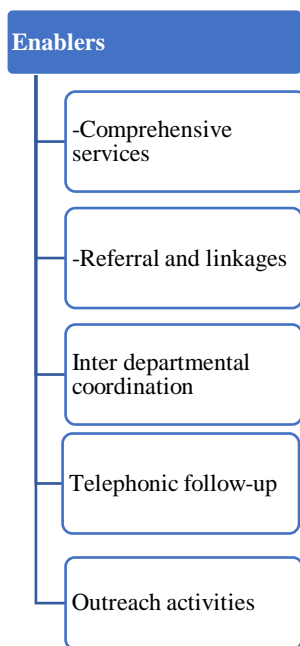 Enablers
-Comprehensive
services
-Referral and linkages
Inter departmental
coordination
Telephonic follow-up
Outreach activities